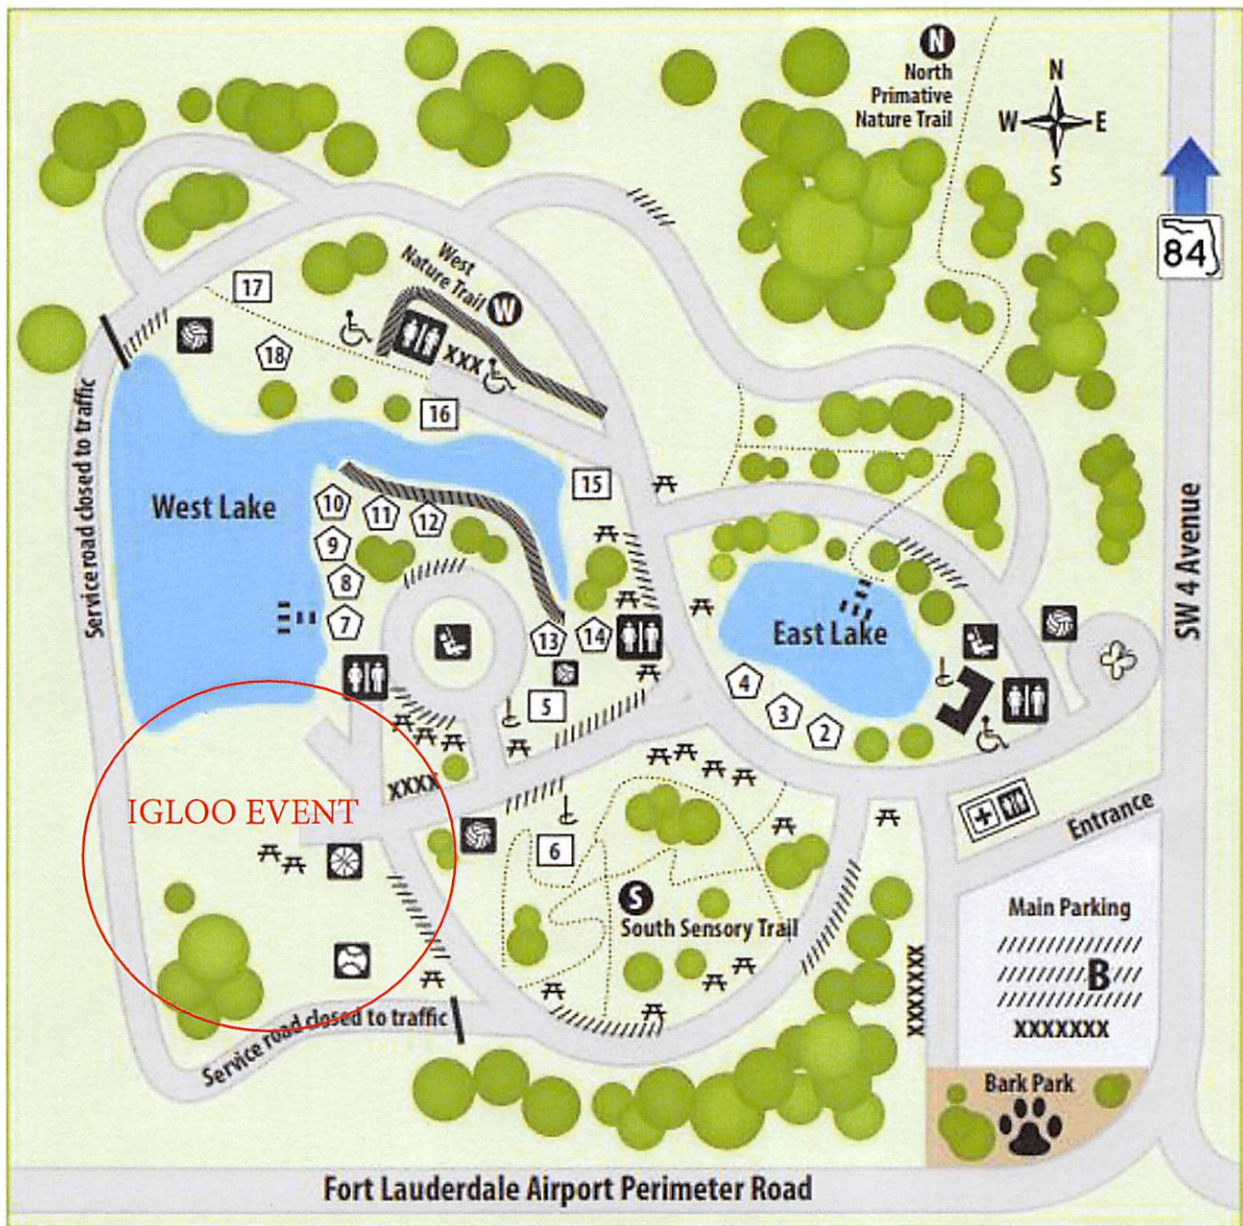 N
North
Primative
Nature Trail
N
W
E
S
84
West
Nature Trail
W
17
18
XXX
16
Service road closed to traffic
West Lake
10
11
12
15
9
8
7
13
14
5
East Lake
4
3
2
SW 4 Avenue
XXXX
IGLOO EVENT
6
S
South Sensory Trail
Entrance
Main Parking
B
XXXXXXX
XXXXXXX
Service road closed to traffic
Bark Park
Fort Lauderdale Airport Perimeter Road